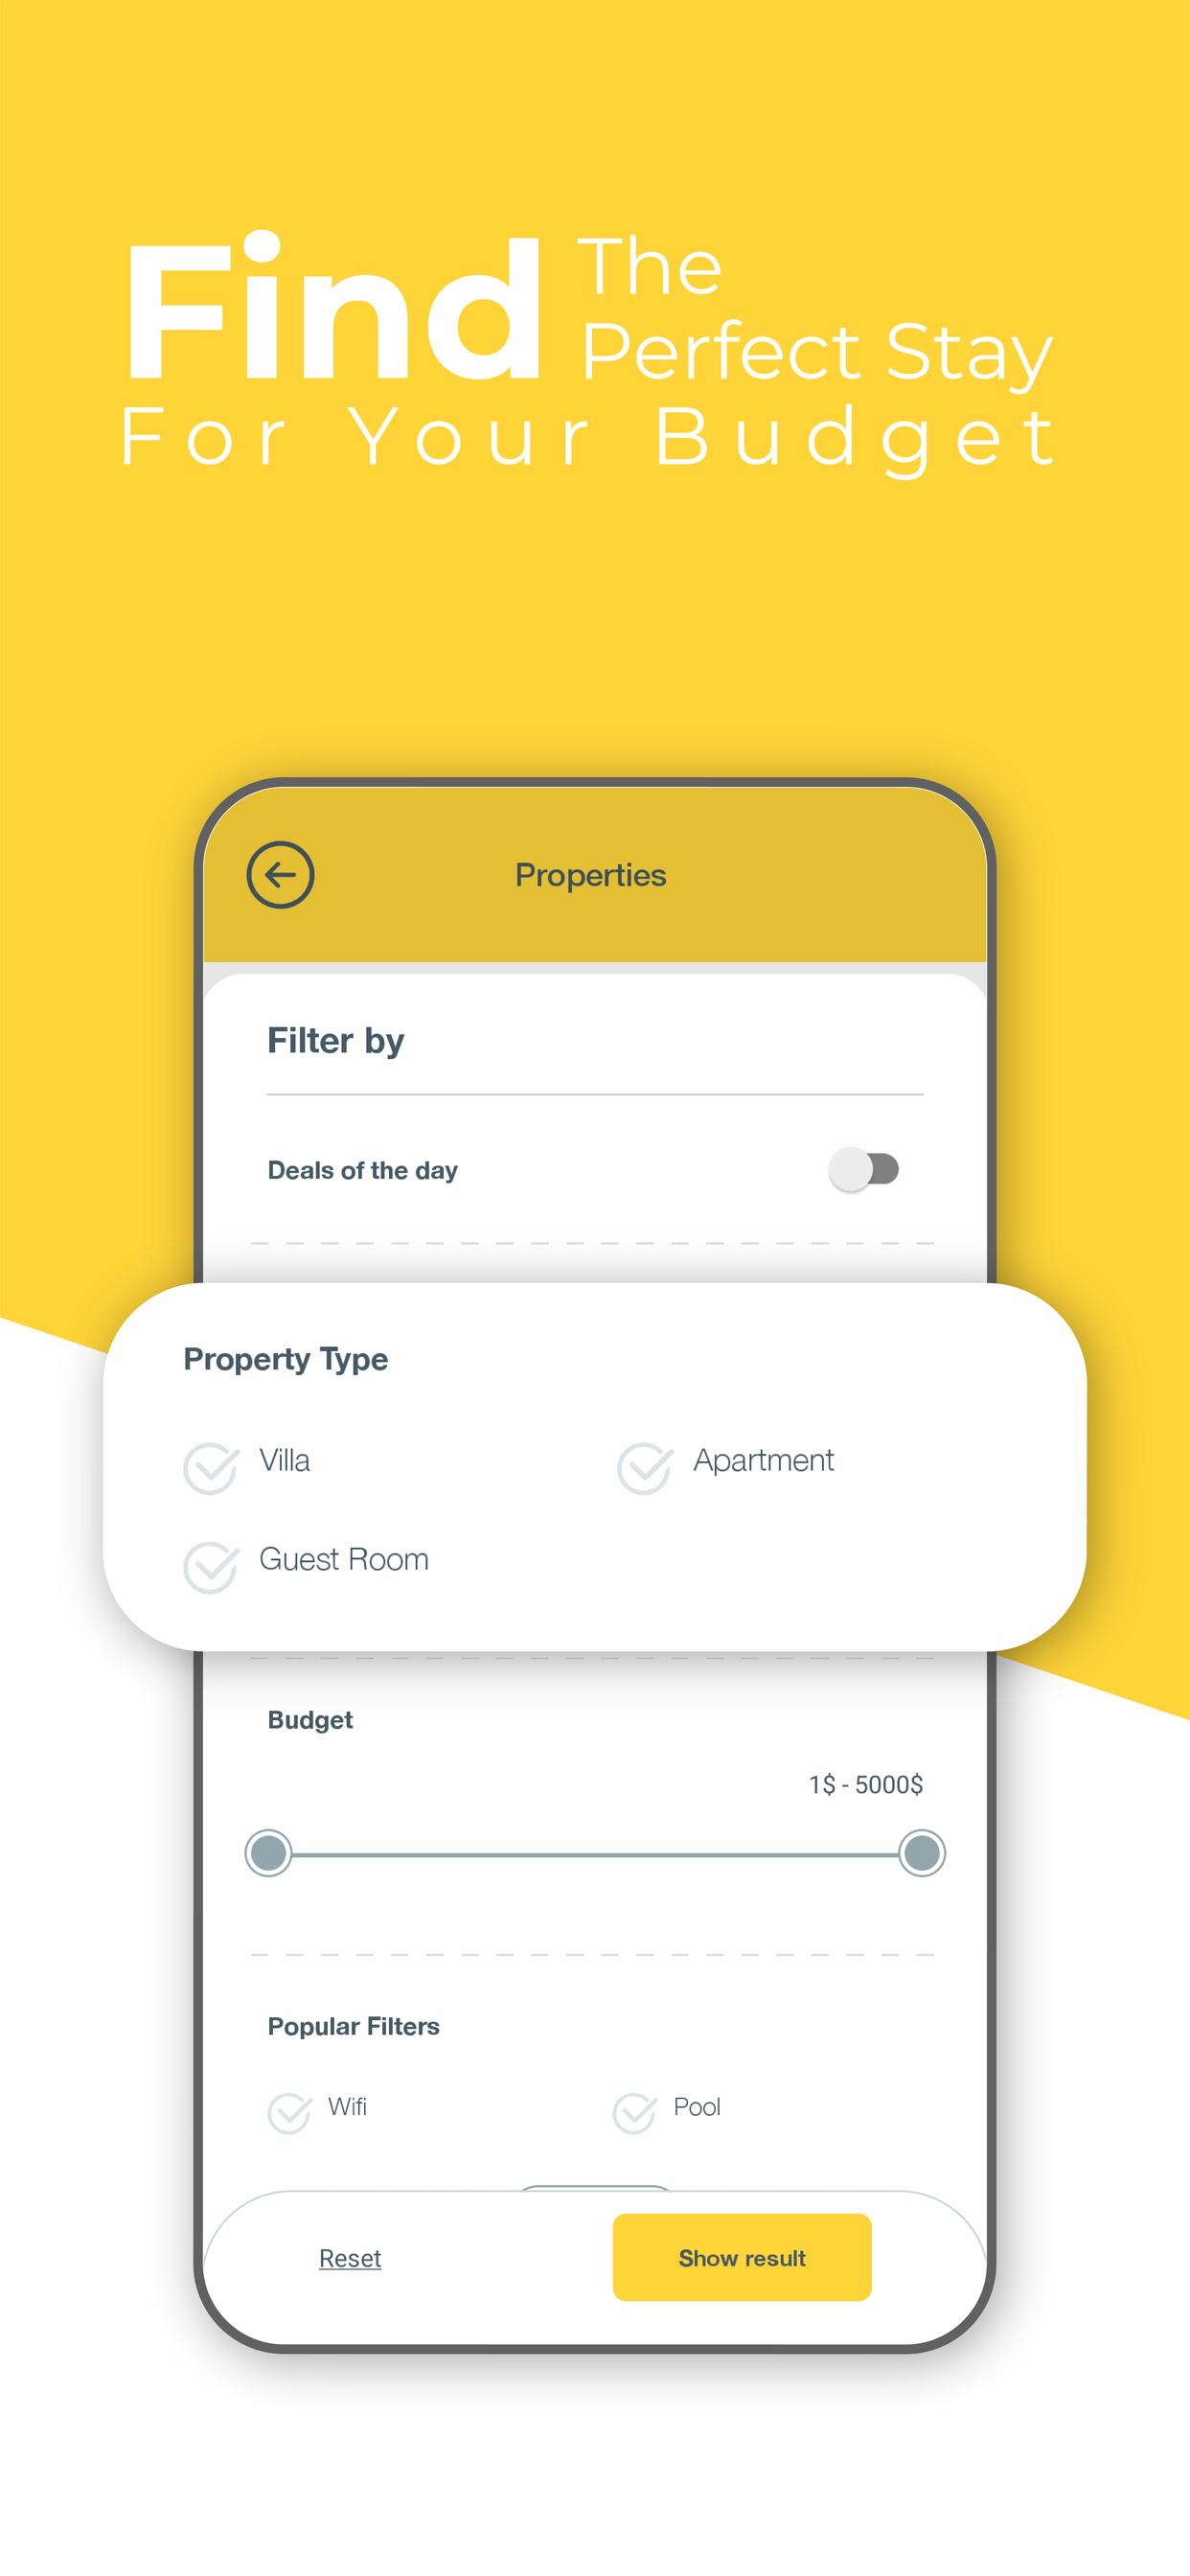 Find The
Perfect Stay
For Your Budget
Properties
Filter by
Deals of the day
Property Type
Villa
Apartment
Guest Room
Budget
1$ - 5000$
Popular Filters
Wifi
Pool
Reset
Show result